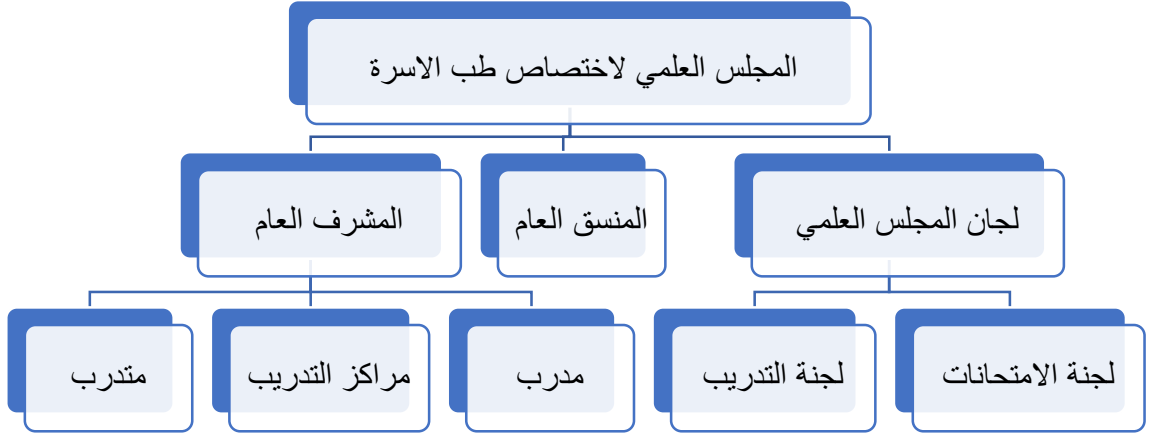 المجلس العلمي لاختصاص طب الاسرة
لجان المجلس العلمي
المنسق العام
المشرف العام
لجنة الامتحانات
لجنة التدريب
مدرب
مراكز التدريب
متدرب